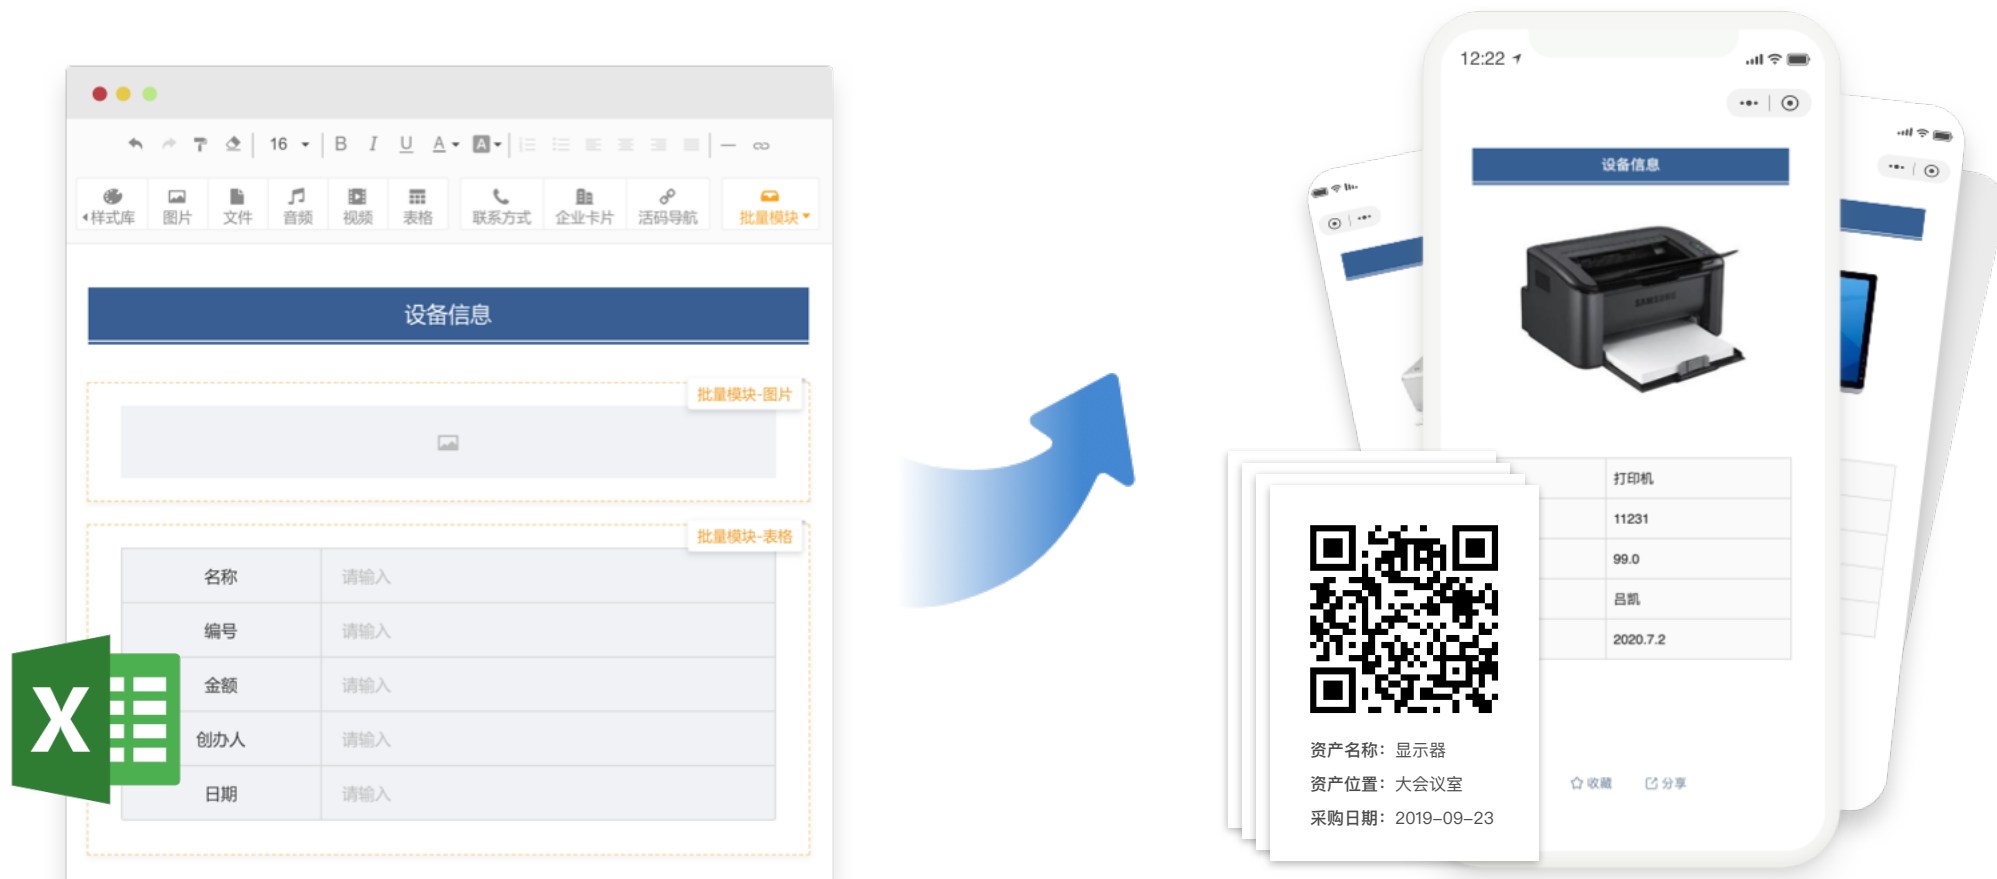 16
B I U A A
样式库 图片 文件 音频 视频 表格 联系方式 企业卡片 活码导航 批量模块
设备信息
批量模块-图片
批量模块-表格
名称 请输入
编号 请输入
金额 请输入
创办人 请输入
日期 请输入
X
12:22
设备信息
SAMSUNG
打印机
11231
99.0
吕凯
2020.7.2
收藏 分享
资产名称：显示器
资产位置：大会议室
采购日期：2019-09-23